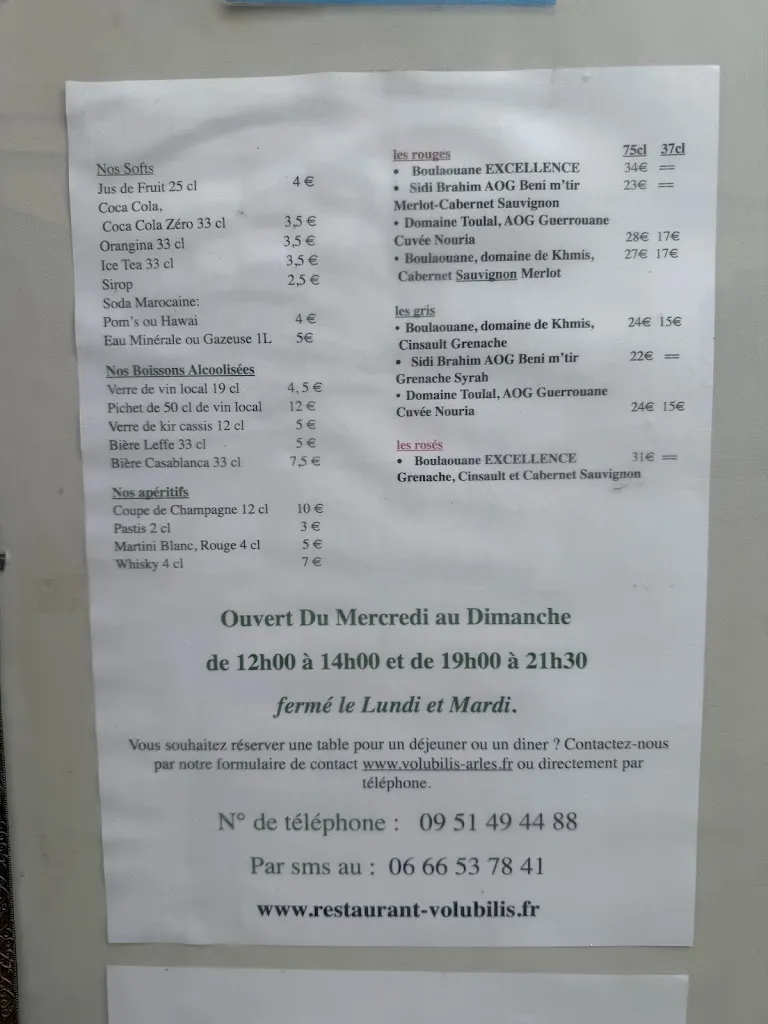 Nos Softs
Jus de Fruit 25 cl 4 €
Coca Cola,
Coca Cola Zéro 33 cl 3,5 €
Orangina 33 cl 3,5 €
Ice Tea 33 cl 3,5 €
Sirop 2,5 €
Soda Marocaine:
Pom's ou Hawai 4 €
Eau Minérale ou Gazeuse 1L 5€
Nos Boissons Alcoolisées
Verre de vin local 19 cl 4,5 €
Pichet de 50 cl de vin local 12 €
Verre de kir cassis 12 cl 5 €
Bière Leffe 33 cl 5 €
Bière Casablanca 33 cl 7,5 €
Nos apéritifs
Coupe de Champagne 12 cl 10 €
Pastis 2 cl 3 €
Martini Blanc, Rouge 4 cl 5 €
Whisky 4 cl 7 €
les rouges 75cl 37cl
• Boulaouane EXCELLENCE 34€ ==
• Sidi Brahim AOG Beni m'tir 23€ ==
Merlot-Cabernet Sauvignon
• Domaine Toulal, AOG Guerrouane
Cuvée Nouria 28€ 17€
• Boulaouane, domaine de Khmis, 27€ 17€
Cabernet Sauvignon Merlot
les gris
• Boulaouane, domaine de Khmis, 24€ 15€
Cinsault Grenache
• Sidi Brahim AOG Beni m'tir 22€ ==
Grenache Syrah
• Domaine Toulal, AOG Guerrouane
Cuvée Nouria 24€ 15€
les rosés
• Boulaouane EXCELLENCE 31€ ==
Grenache, Cinsault et Cabernet Sauvignon
Ouvert Du Mercredi au Dimanche
de 12h00 à 14h00 et de 19h00 à 21h30
fermé le Lundi et Mardi.
Vous souhaitez réserver une table pour un déjeuner ou un diner ? Contactez-nous
par notre formulaire de contact www.volubilis-arles.fr ou directement par
téléphone.
N° de téléphone : 09 51 49 44 88
Par sms au : 06 66 53 78 41
www.restaurant-volubilis.fr